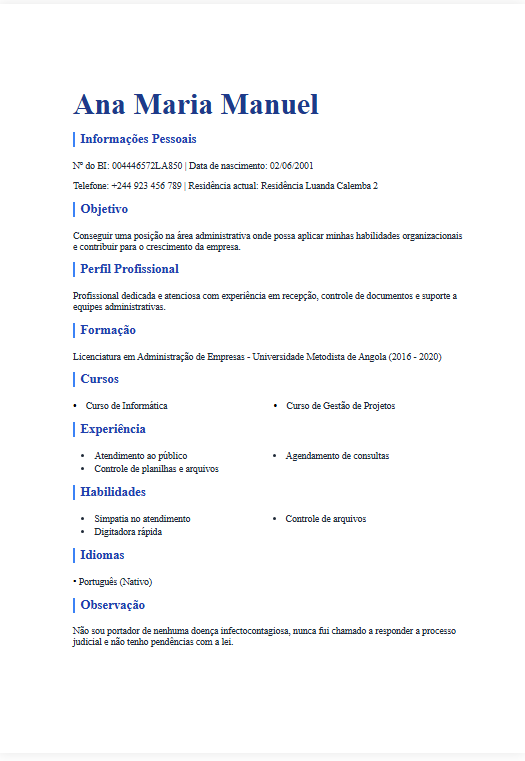 Ana Maria Manuel
Informações Pessoais
Nº do BI: 004446572LA850 | Data de nascimento: 02/06/2001
Telefone: +244 923 456 789 | Residência actual: Residência Luanda Calemba 2
Objetivo
Conseguir uma posição na área administrativa onde possa aplicar minhas habilidades organizacionais
e contribuir para o crescimento da empresa.
Perfil Profissional
Profissional dedicada e atenciosa com experiência em recepção, controle de documentos e suporte a
equipes administrativas.
Formação
Licenciatura em Administração de Empresas - Universidade Metodista de Angola (2016 - 2020)
Cursos
• Curso de Informática
• Curso de Gestão de Projetos
Experiência
• Atendimento ao público
• Agendamento de consultas
• Controle de planilhas e arquivos
Habilidades
• Simpatia no atendimento
• Controle de arquivos
• Digitadora rápida
Idiomas
• Português (Nativo)
Observação
Não sou portador de nenhuma doença infectocontagiosa, nunca fui chamado a responder a processo
judicial e não tenho pendências com a lei.